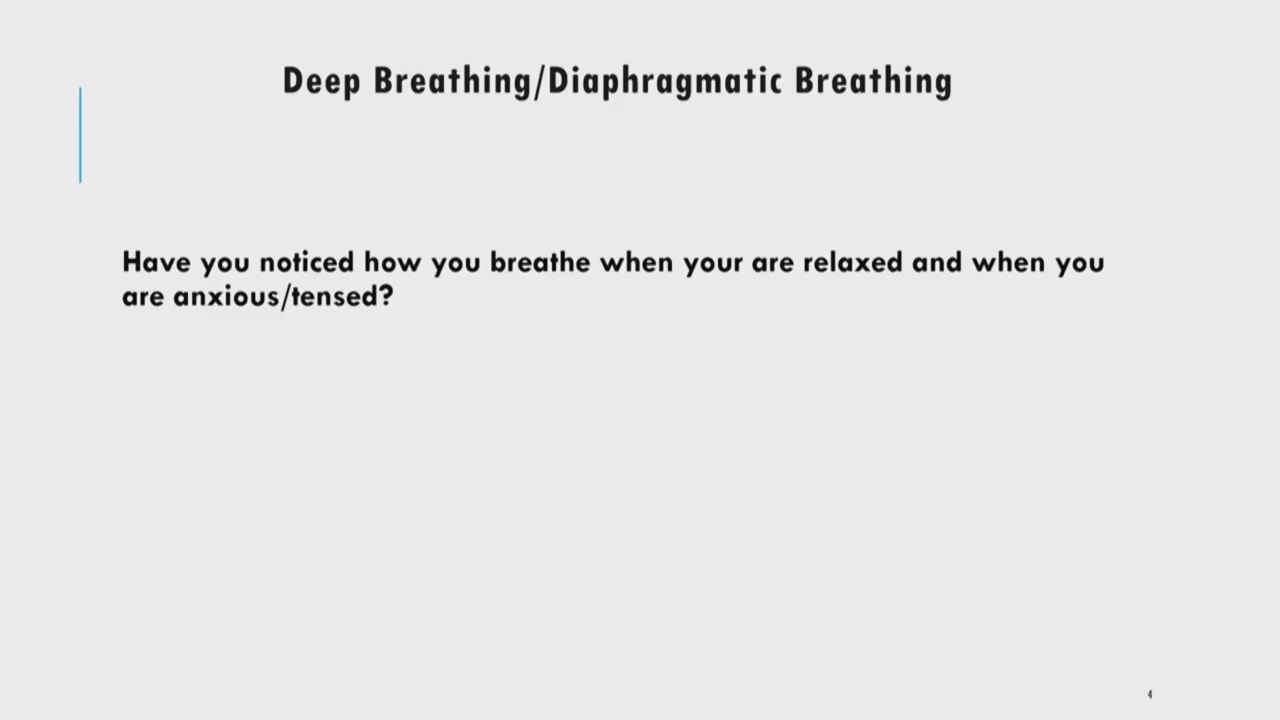 Deep Breathing/Diaphragmatic Breathing
Have you noticed how you breathe when your are relaxed and when you
are anxious/tensed?
4